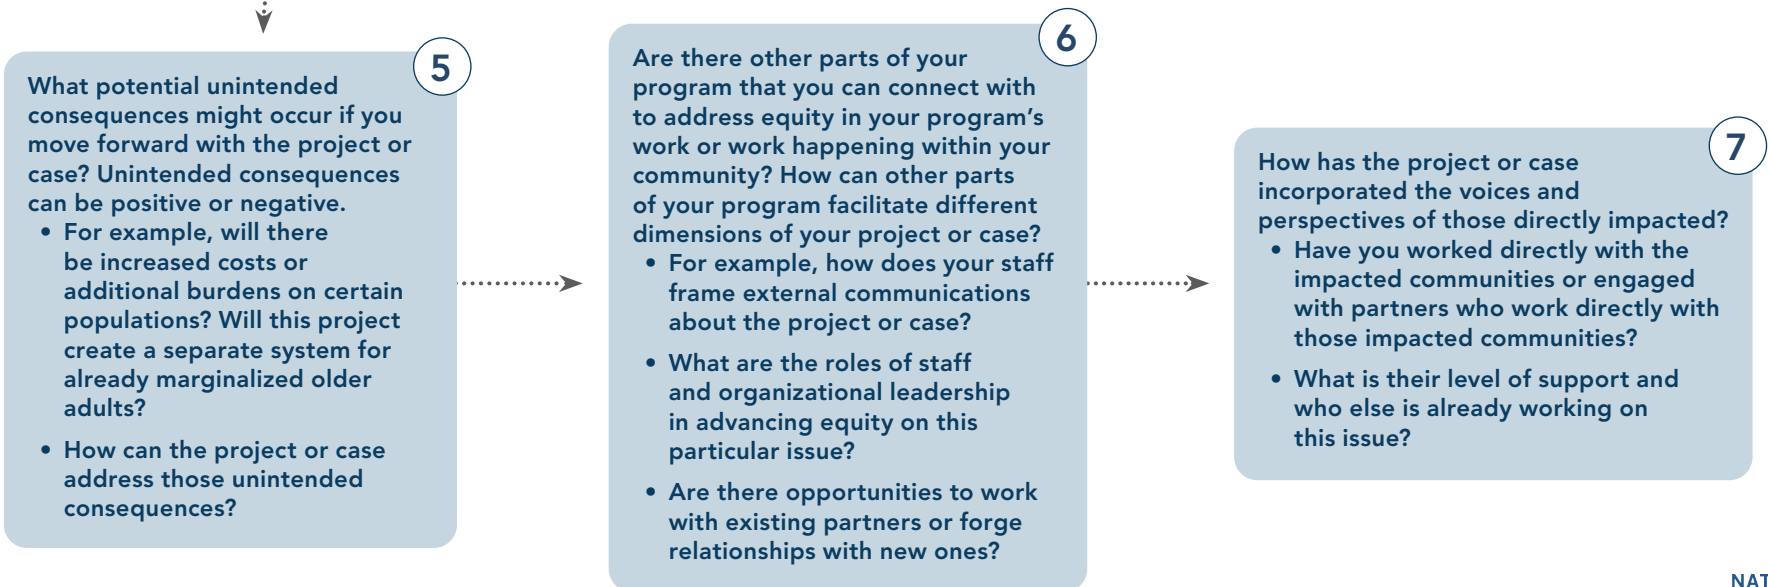 5
What potential unintended
consequences might occur if you
move forward with the project or
case? Unintended consequences
can be positive or negative.
• For example, will there
be increased costs or
additional burdens on certain
populations? Will this project
create a separate system for
already marginalized older
adults?
• How can the project or case
address those unintended
consequences?
6
Are there other parts of your
program that you can connect with
to address equity in your program's
work or work happening within your
community? How can other parts
of your program facilitate different
dimensions of your project or case?
• For example, how does your staff
frame external communications
about the project or case?
• What are the roles of staff
and organizational leadership
in advancing equity on this
particular issue?
• Are there opportunities to work
with existing partners or forge
relationships with new ones?
7
How has the project or case
incorporated the voices and
perspectives of those directly impacted?
• Have you worked directly with the
impacted communities or engaged
with partners who work directly with
those impacted communities?
• What is their level of support and
who else is already working on
this issue?
NAT